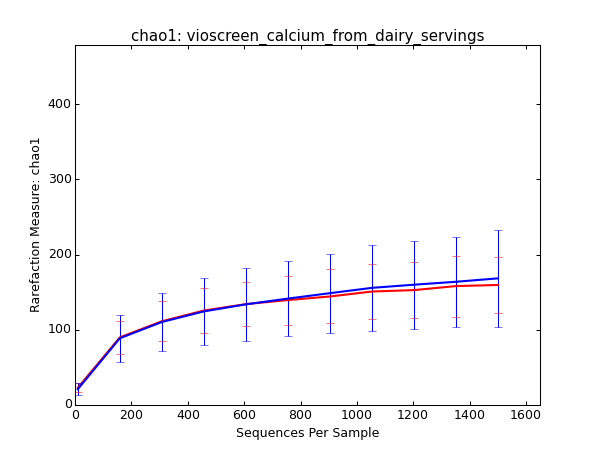 chao1: vioscreen_calcium_from_dairy_servings
Rarefaction Measure: chao1
400
300
200
100
0
0 200 400 600 800 1000 1200 1400 1600
Sequences Per Sample